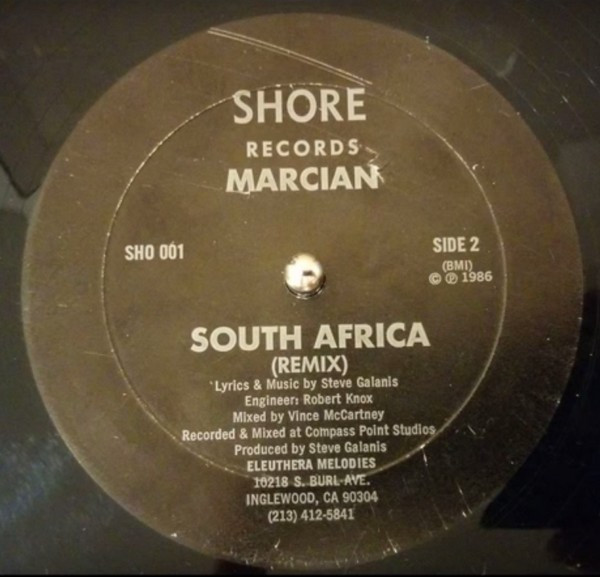 SHORE
RECORDS
MARCIAN
SHO 001
SIDE 2
(BMI)
© ℗ 1986
SOUTH AFRICA
(REMIX)
Lyrics & Music by Steve Galanis
Engineer: Robert Knox
Mixed by Vince McCartney
Recorded & Mixed at Compass Point Studios
Produced by Steve Galanis
ELEUTHERA MELODIES
10218 S. BURL AVE.
INGLEWOOD, CA 90304
(213) 412-5841